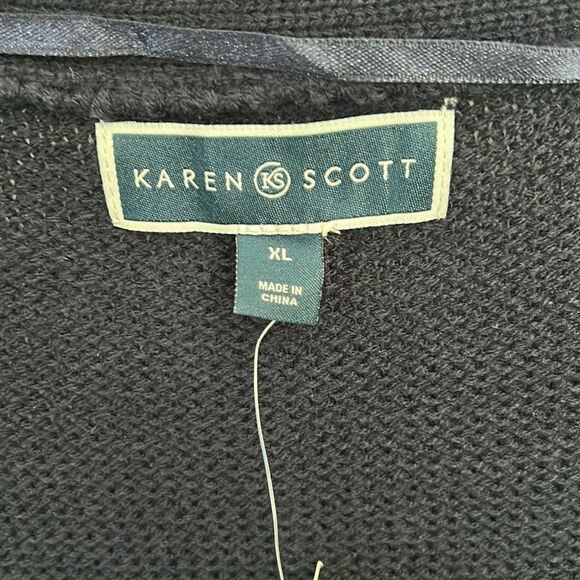 KAREN KS SCOTT
XL
MADE IN
CHINA